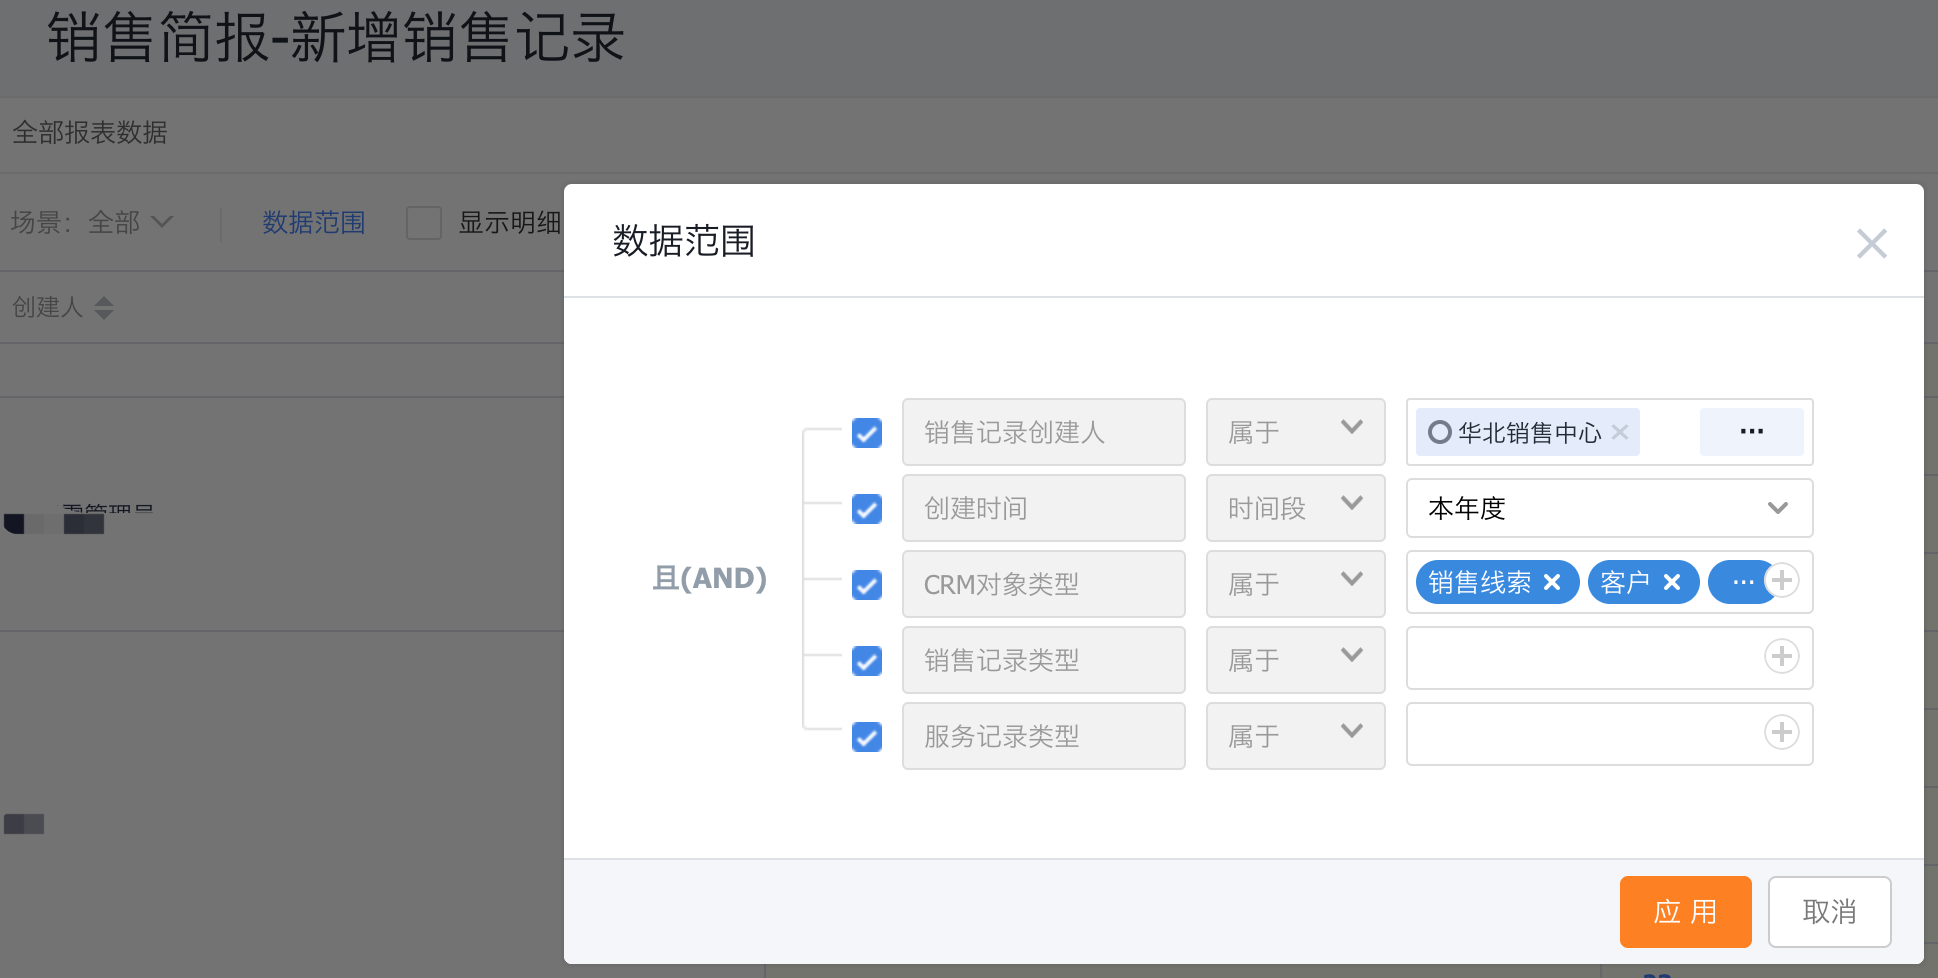 销售简报-新增销售记录
全部报表数据
场景： 全部 数据范围 显示明细
创建人
管理员
数据范围
且(AND)
销售记录创建人 属于 华北销售中心 ...
创建时间 时间段 本年度
CRM对象类型 属于 销售线索 客户 ...
销售记录类型 属于
服务记录类型 属于
应 用 取消